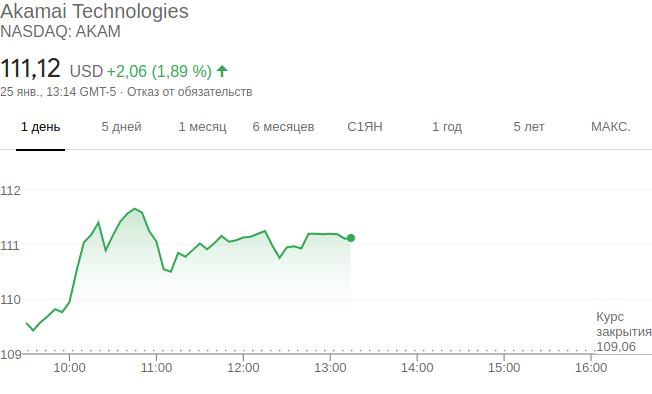 Akamai Technologies
NASDAQ: AKAM
111,12 USD +2,06 (1,89 %)
25 янв., 13:14 GMT-5 · Отказ от обязательств
1 день 5 дней 1 месяц 6 месяцев С1ЯН 1 год 5 лет МАКС.
112
111
110
Курс
закрытия
109,06
109
10:00 11:00 12:00 13:00 14:00 15:00 16:00